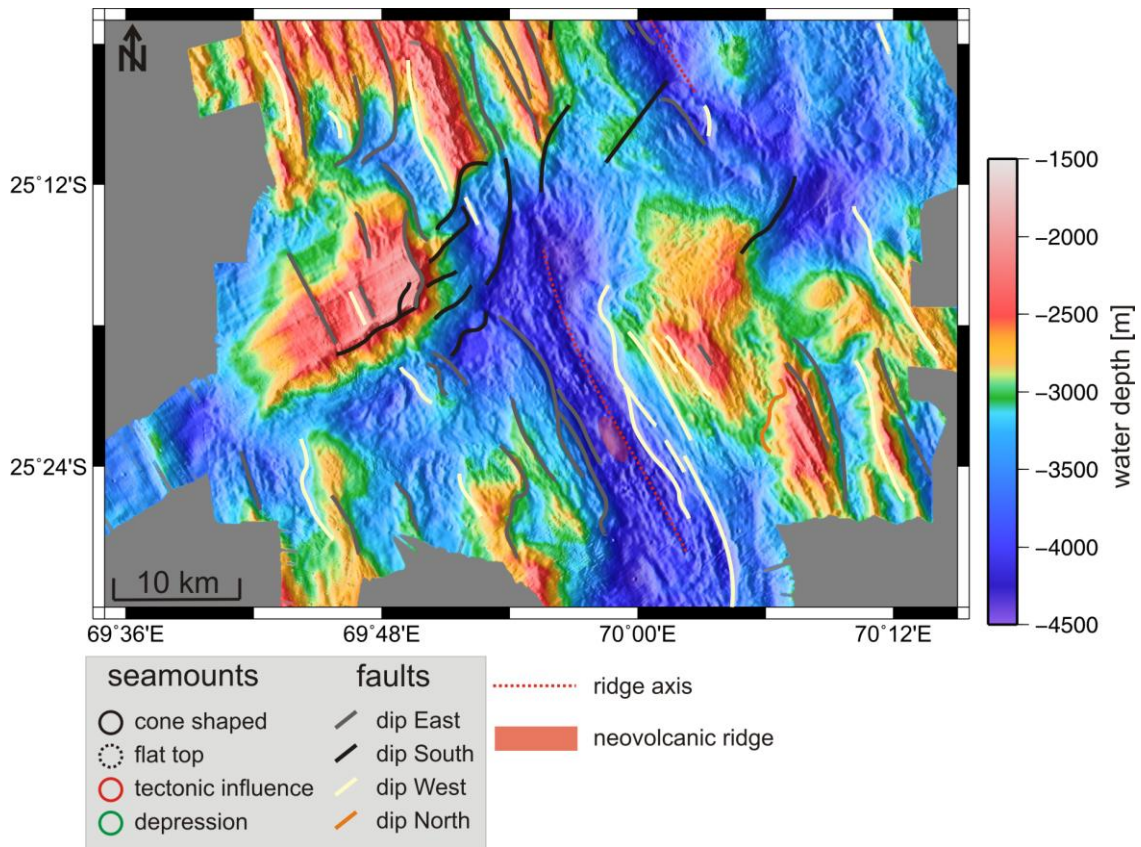 N
25°12'S
25°24'S
10 km
69°36'E 69°48'E 70°00'E 70°12'E
−1500
−2000
−2500
−3000
−3500
−4000
−4500
water depth [m]
seamounts
cone shaped
flat top
tectonic influence
depression
faults
dip East
dip South
dip West
dip North
ridge axis
neovolcanic ridge